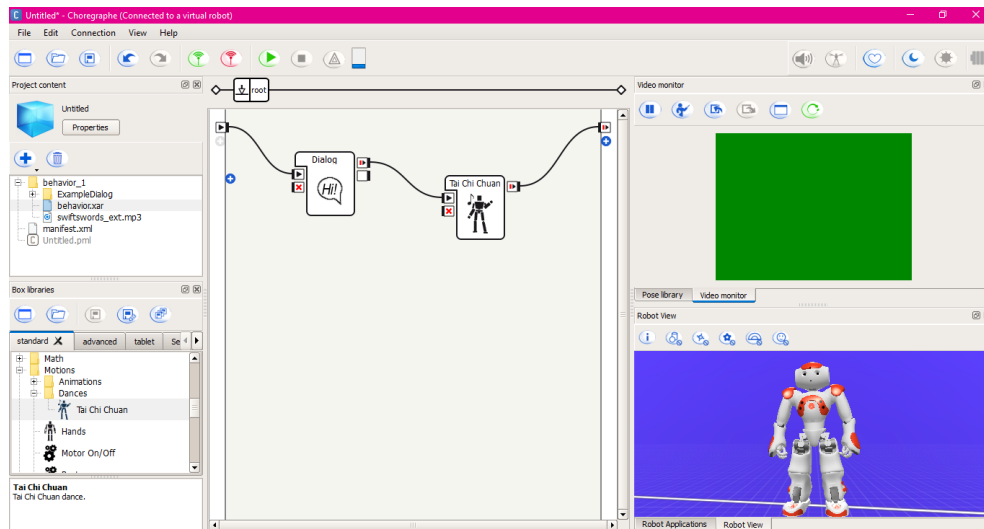 Untitled* - Choregraphe (Connected to a virtual robot)
File Edit Connection View Help
Project content
Untitled
Properties
behavior_1
ExampleDialog
behavior.xar
swiftswords_ext.mp3
manifest.xml
Untitled.pml
Box libraries
standard advanced tablet Se
Math
Motions
Animations
Dances
Tai Chi Chuan
Hands
Motor On/Off
Tai Chi Chuan
Tai Chi Chuan dance.
root
Dialog
Hi!
Tai Chi Chuan
Video monitor
Pose library Video monitor
Robot View
Robot Applications Robot View